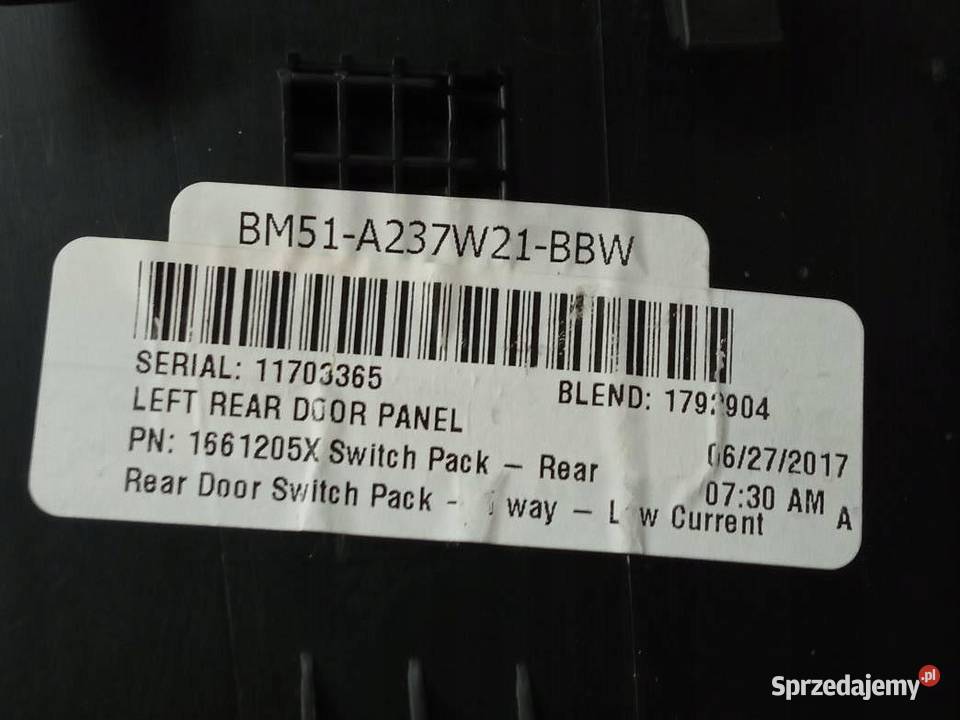 BM51-A237W21-BBW
SERIAL: 11703365
BLEND:
LEFT REAR DOOR PANEL
PN: 1661205X Switch Pack – Rear
06/27/2017
07:30 AM
Rear Door Switch Pack - way – Low Current
A
Sprzedajemy.pl